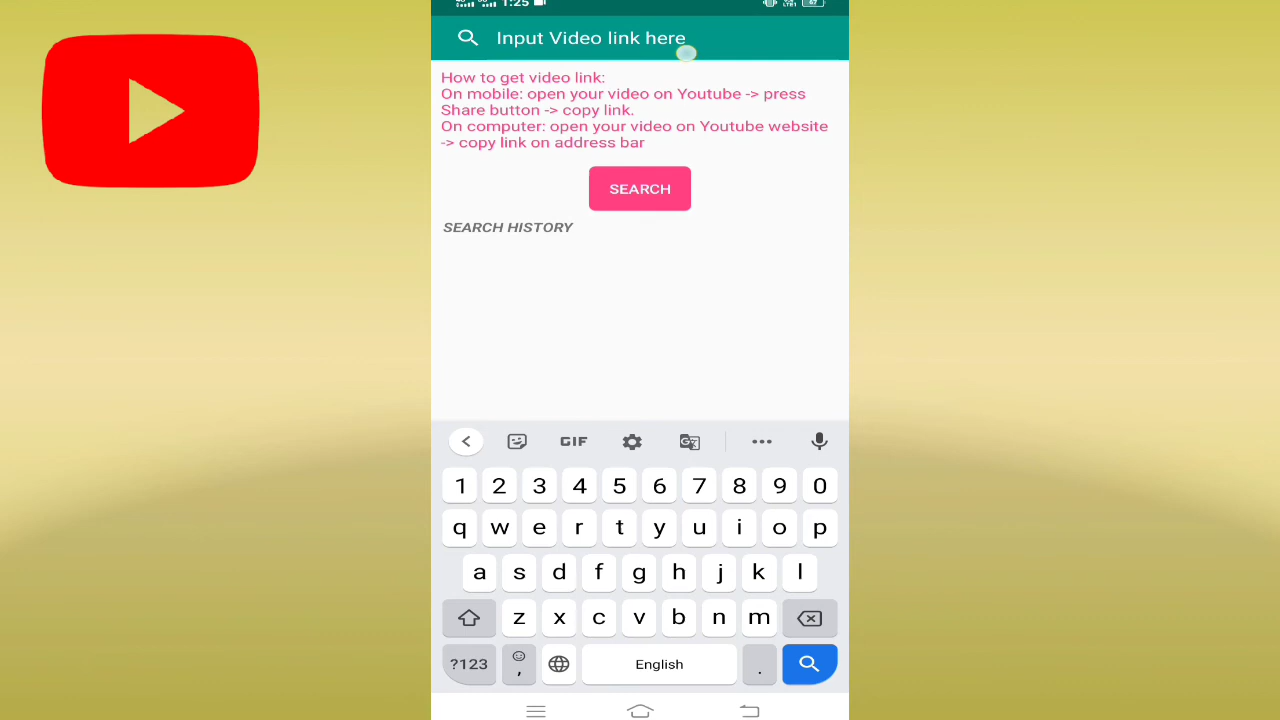 1:25
67
Input Video link here
How to get video link:
On mobile: open your video on Youtube -> press
Share button -> copy link.
On computer: open your video on Youtube website
-> copy link on address bar
SEARCH
SEARCH HISTORY
GIF
1 2 3 4 5 6 7 8 9 0
q w e r t y u i o p
a s d f g h j k l
z x c v b n m
?123 , English .